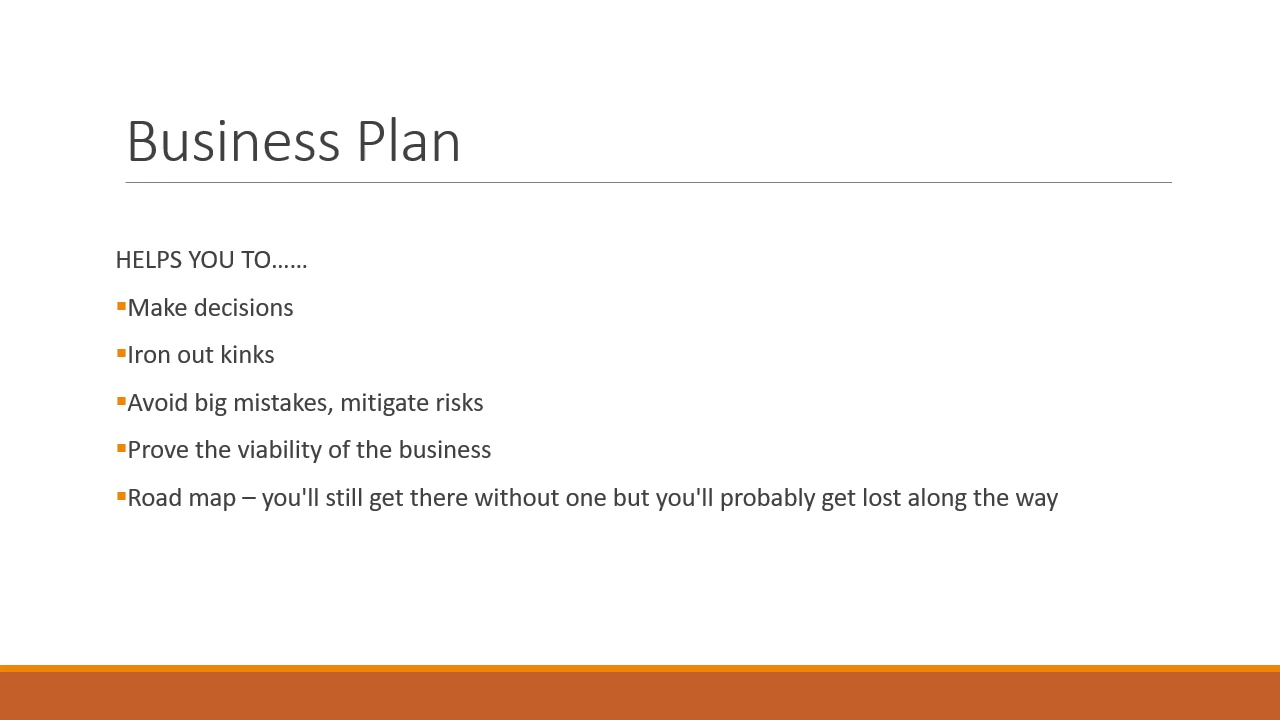 Business Plan
HELPS YOU TO......
▪Make decisions
▪Iron out kinks
▪Avoid big mistakes, mitigate risks
▪Prove the viability of the business
▪Road map – you'll still get there without one but you'll probably get lost along the way